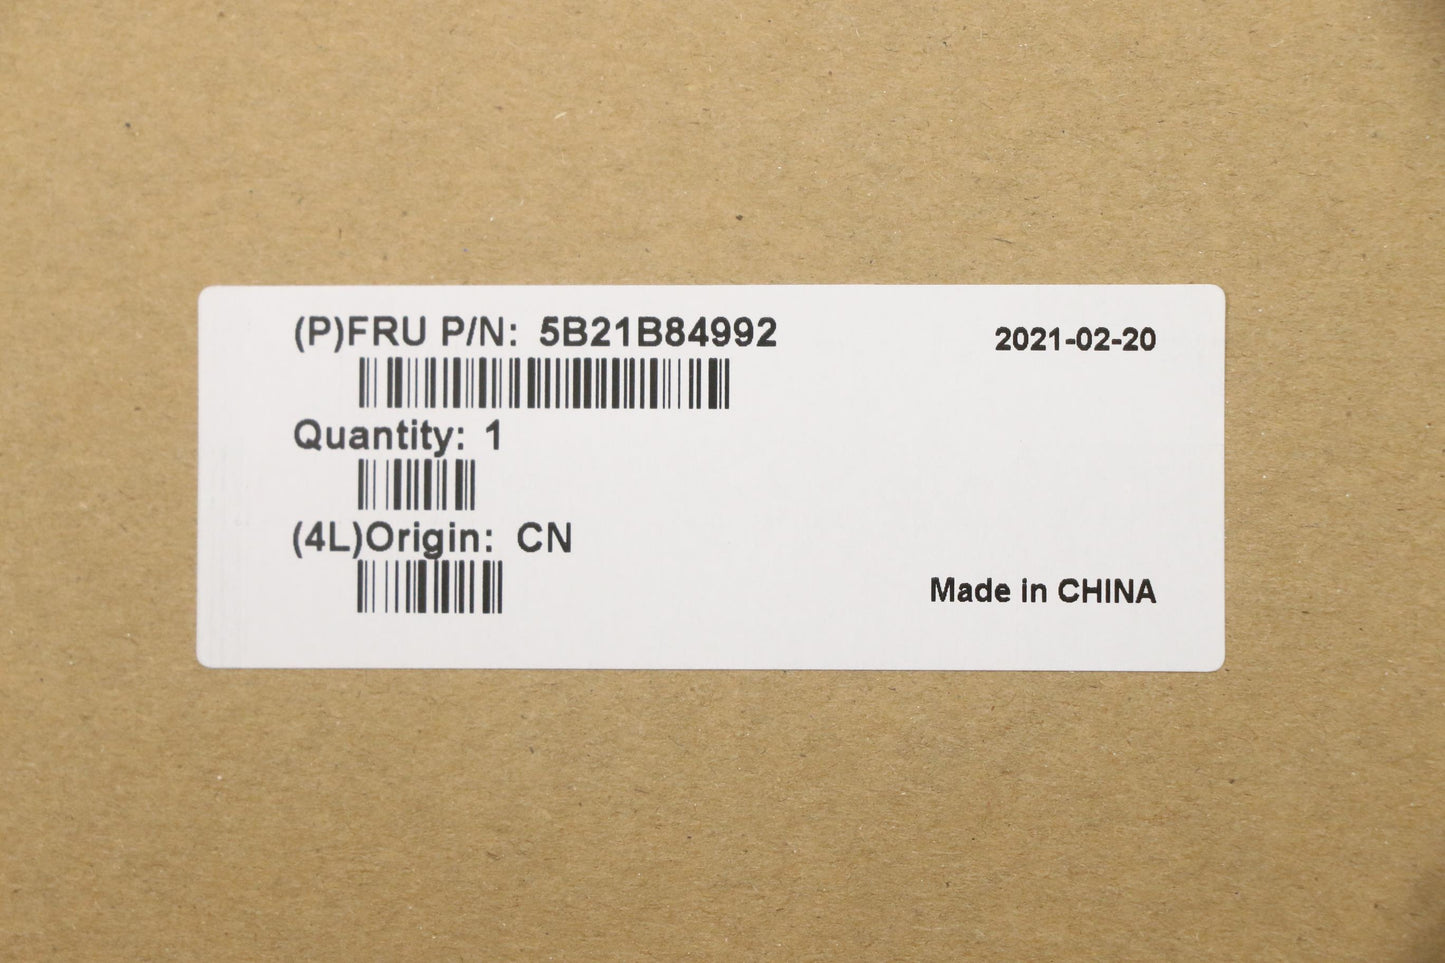 (P)FRU P/N: 5B21B84992
2021-02-20
Quantity: 1
(4L)Origin: CN
Made in CHINA